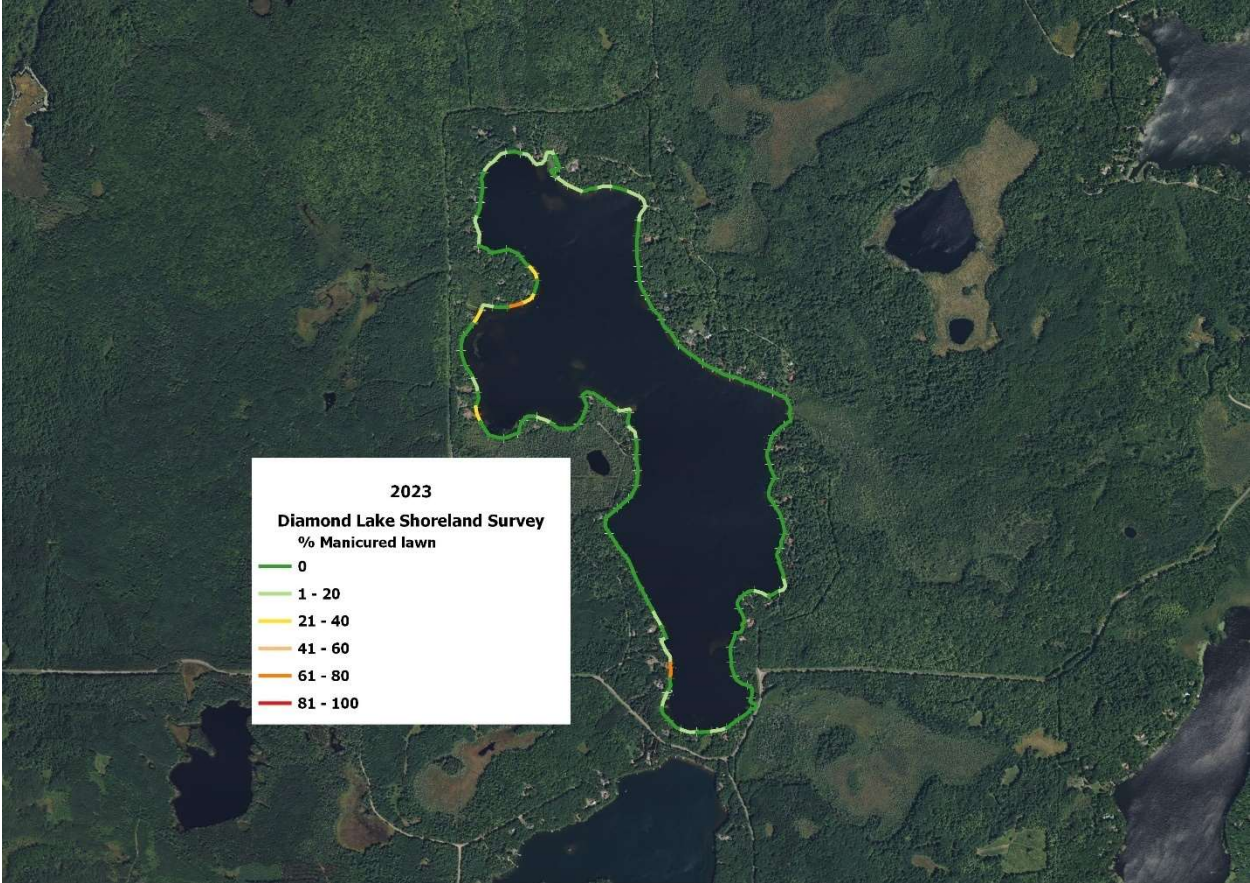 2023
Diamond Lake Shoreland Survey
% Manicured lawn
0
1 - 20
21 - 40
41 - 60
61 - 80
81 - 100